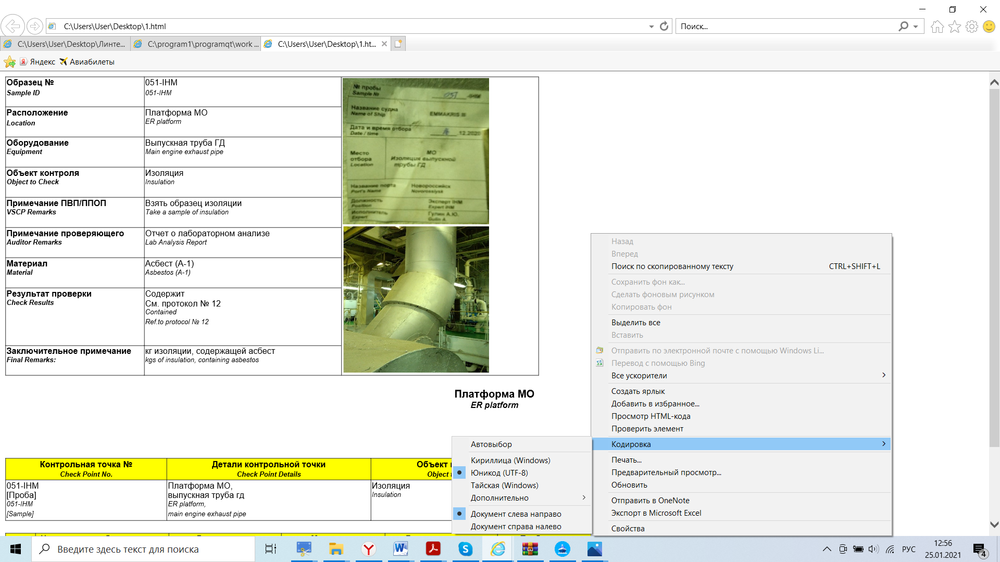 C:\Users\User\Desktop\1.html
Поиск...
C:\Users\User\Desktop\Линте...
C:\program1\programqt\work ...
C:\Users\User\Desktop\1.ht...
Яндекс
Авиабилеты
Образец №
Sample ID
051-IHM
051-IHM
Расположение
Location
Платформа МО
ER platform
Оборудование
Equipment
Выпускная труба ГД
Main engine exhaust pipe
Объект контроля
Object to Check
Изоляция
Insulation
Примечание ПВП/ППОП
VSCP Remarks
Взять образец изоляции
Take a sample of insulation
Примечание проверяющего
Auditor Remarks
Отчет о лабораторном анализе
Lab Analysis Report
Материал
Material
Асбест (А-1)
Asbestos (A-1)
Результат проверки
Check Results
Содержит
См. протокол № 12
Contained
Ref.to protocol № 12
Заключительное примечание
Final Remarks:
кг изоляции, содержащей асбест
kgs of insulation, containing asbestos
№ пробы
Sample №
051 -IHM
Название судна
Name of Ship
EMMAKRIS III
Дата и время отбора
Date / time
12.2020
Место
отбора
Location
МО
Изоляция выпускной
трубы ГД
Название порта
Port's Name
Новороссийск
Novorossiysk
Должность
Position
Эксперт IHM
Expert IHM
Исполнитель
Expert
Гулин А.Ю.
Gulin A.
Платформа МО
ER platform
Контрольная точка №
Check Point No.
Детали контрольной точки
Check Point Details
Объект
Object
051-IHM
[Проба]
051-IHM
[Sample]
Платформа МО,
выпускная труба гд
ER platform,
main engine exhaust pipe
Изоляция
Insulation
Назад
Вперед
Поиск по скопированному тексту CTRL+SHIFT+L
Сохранить фон как...
Сделать фоновым рисунком
Копировать фон
Выделить все
Вставить
Отправить по электронной почте с помощью Windows Li...
Перевод с помощью Bing
Все ускорители
Создать ярлык
Добавить в избранное...
Просмотр HTML-кода
Проверить элемент
Кодировка
Печать...
Предварительный просмотр...
Обновить
Отправить в OneNote
Экспорт в Microsoft Excel
Свойства
Автовыбор
Кириллица (Windows)
Юникод (UTF-8)
Тайская (Windows)
Дополнительно
Документ слева направо
Документ справа налево
Введите здесь текст для поиска
РУС
12:56
25.01.2021
4